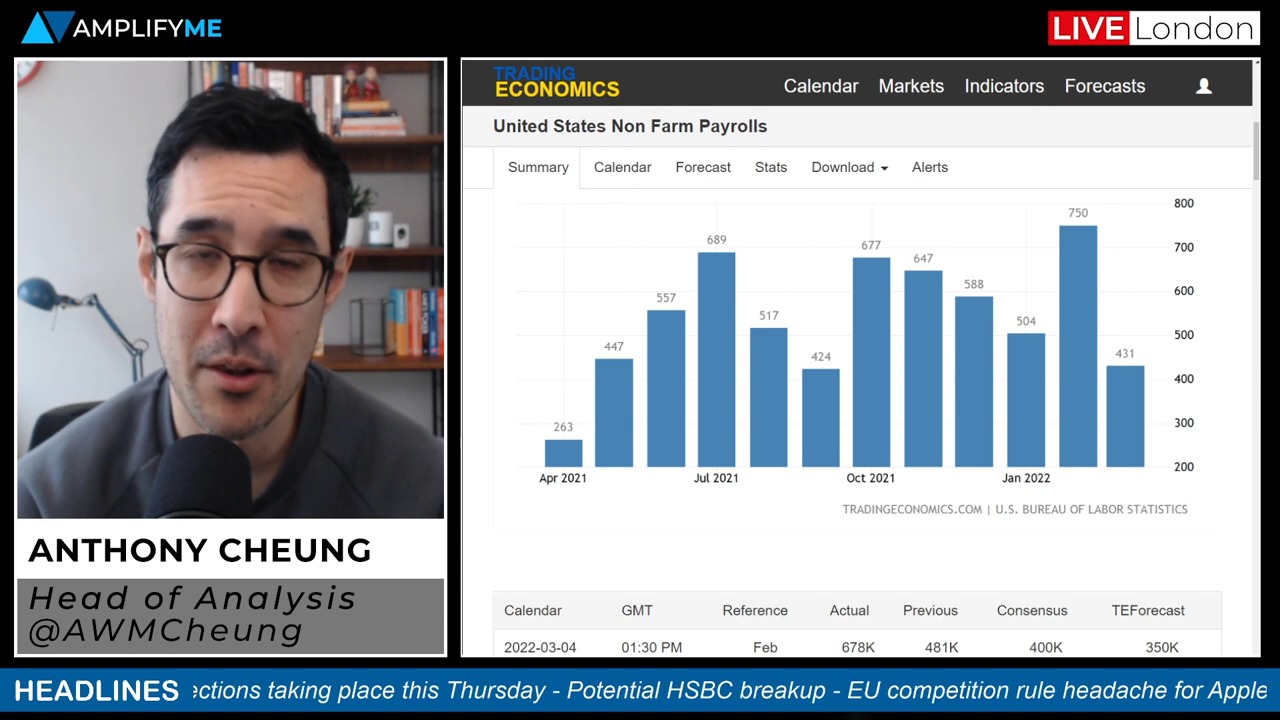 AMPLIFYME
LIVE London
TRADING
ECONOMICS
Calendar Markets Indicators Forecasts
United States Non Farm Payrolls
Summary Calendar Forecast Stats Download Alerts
800
700
600
500
400
300
200
263
447
557
689
517
424
677
647
588
504
750
431
Apr 2021 Jul 2021 Oct 2021 Jan 2022
TRADINGECONOMICS.COM | U.S. BUREAU OF LABOR STATISTICS
Calendar GMT Reference Actual Previous Consensus TEForecast
2022-03-04 01:30 PM Feb 678K 481K 400K 350K
ANTHONY CHEUNG
Head of Analysis
@AWMCheung
HEADLINES ections taking place this Thursday - Potential HSBC breakup - EU competition rule headache for Apple